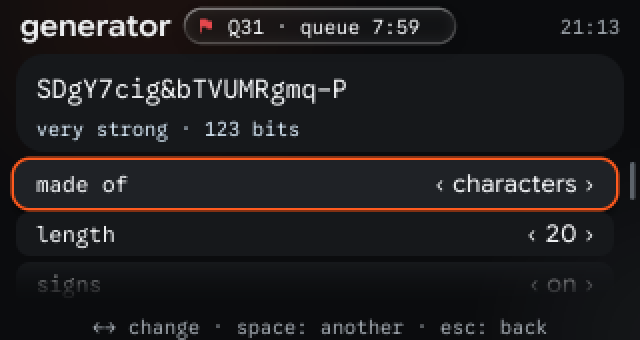 generator Q31 · queue 7:59 21:13
SDgY7cig&bTVUMRgmq-P
very strong · 123 bits
made of ‹ characters ›
length ‹ 20 ›
signs ‹ on ›
↔ change · space: another · esc: back